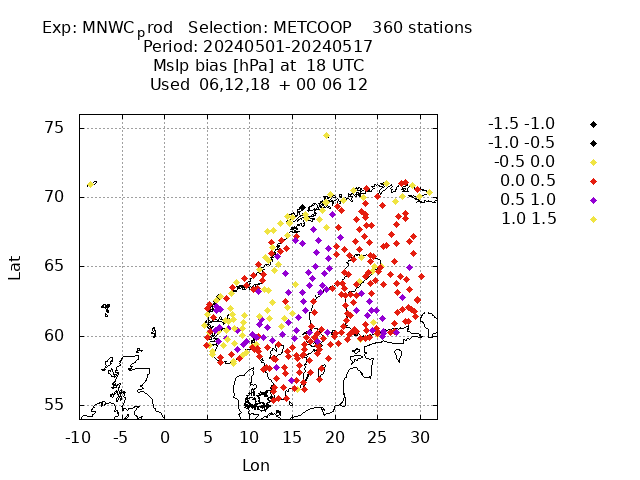 Exp: MNWCprod Selection: METCOOP 360 stations
Period: 20240501-20240517
Mslp bias [hPa] at 18 UTC
Used 06,12,18 + 00 06 12
-1.5 -1.0
-1.0 -0.5
-0.5 0.0
0.0 0.5
0.5 1.0
1.0 1.5
75
70
65
60
55
Lat
-10 -5 0 5 10 15 20 25 30
Lon